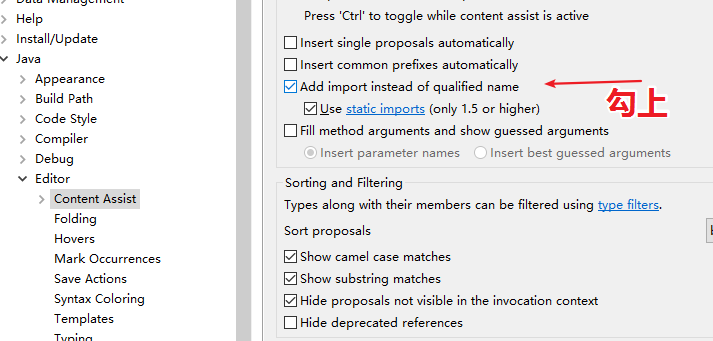 Data Management
Help
Install/Update
Java
Appearance
Build Path
Code Style
Compiler
Debug
Editor
Content Assist
Folding
Hovers
Mark Occurrences
Save Actions
Syntax Coloring
Templates
Typing
Press 'Ctrl' to toggle while content assist is active
Insert single proposals automatically
Insert common prefixes automatically
Add import instead of qualified name
勾上
Use static imports (only 1.5 or higher)
Fill method arguments and show guessed arguments
Insert parameter names Insert best guessed arguments
Sorting and Filtering
Types along with their members can be filtered using type filters.
Sort proposals
Show camel case matches
Show substring matches
Hide proposals not visible in the invocation context
Hide deprecated references